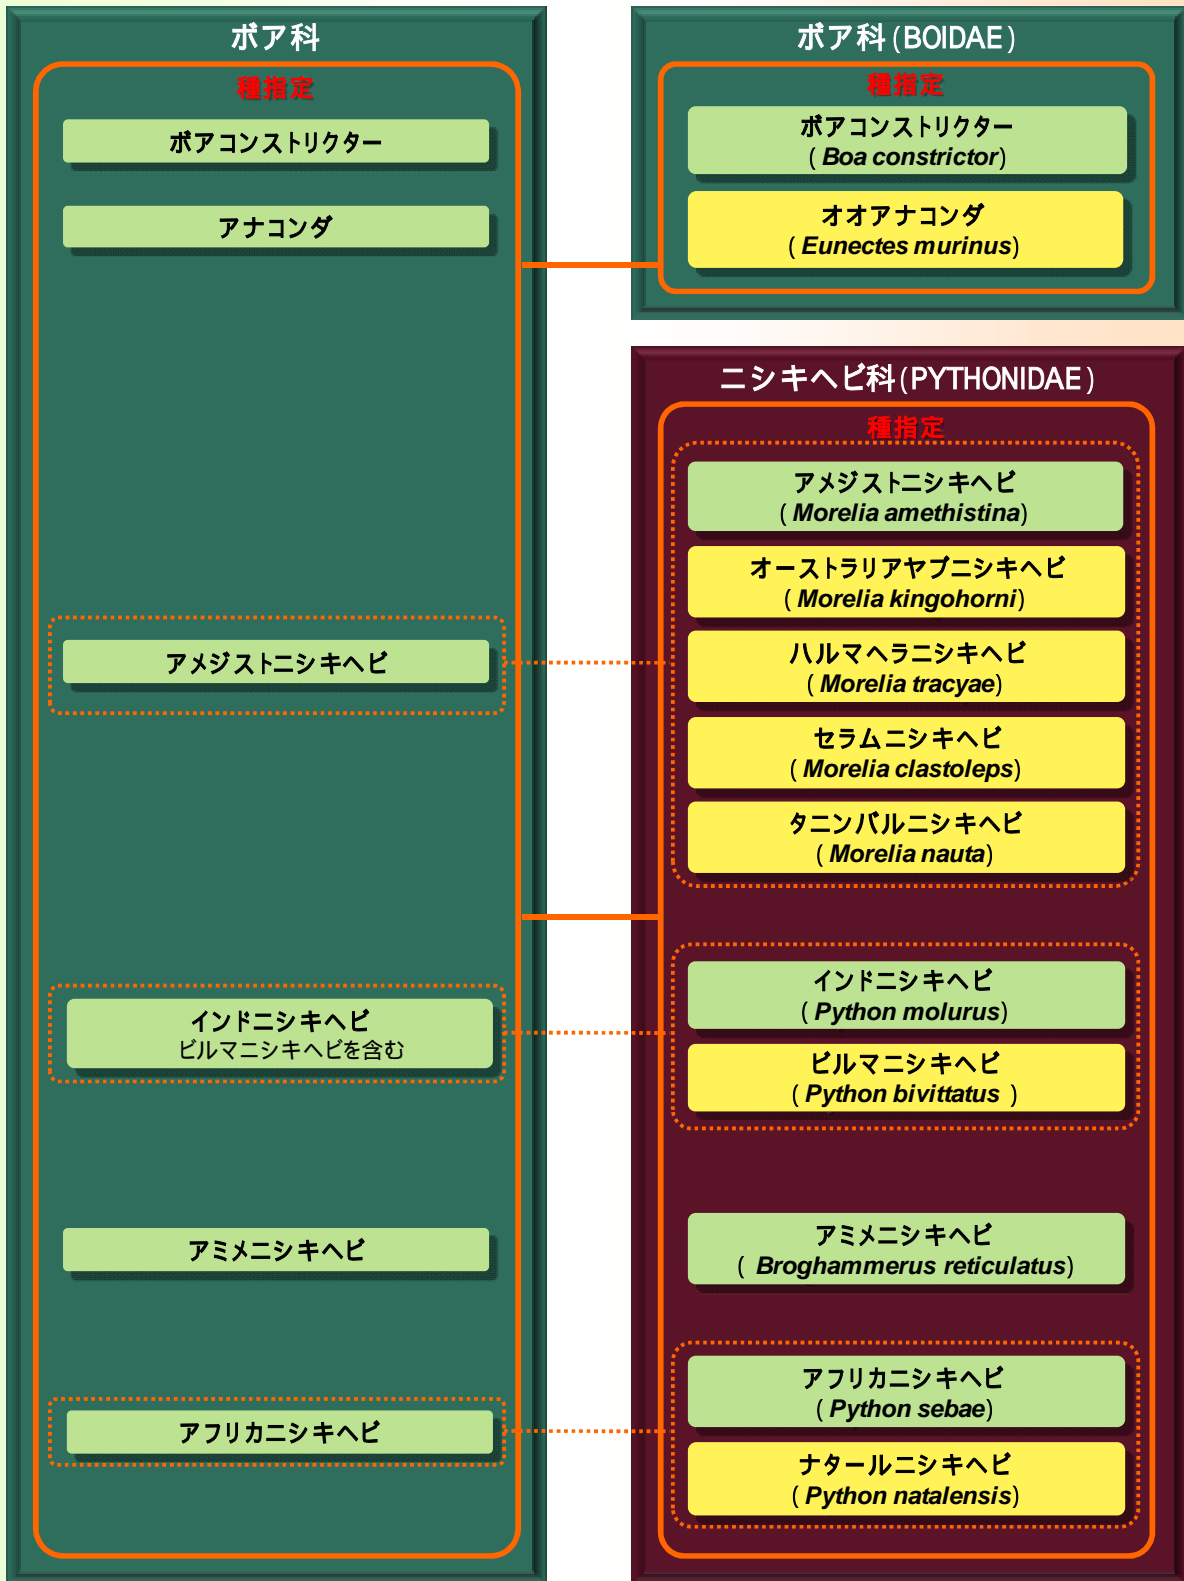 ボア科
種指定
ボアコンストリクター
アナコンダ
アメジストニシキヘビ
インドニシキヘビ
ビルマニシキヘビを含む
アミメニシキヘビ
アフリカニシキヘビ
ボア科(BOIDAE)
種指定
ボアコンストリクター
(Boa constrictor)
オオアナコンダ
(Eunectes murinus)
ニシキヘビ科(PYTHONIDAE)
種指定
アメジストニシキヘビ
(Morelia amethistina)
オーストラリアヤブニシキヘビ
(Morelia kingohorni)
ハルマヘラニシキヘビ
(Morelia tracyae)
セラムニシキヘビ
(Morelia clastoleps)
タニンバルニシキヘビ
(Morelia nauta)
インドニシキヘビ
(Python molurus)
ビルマニシキヘビ
(Python bivittatus )
アミメニシキヘビ
( Broghammerus reticulatus)
アフリカニシキヘビ
(Python sebae)
ナタールニシキヘビ
(Python natalensis)